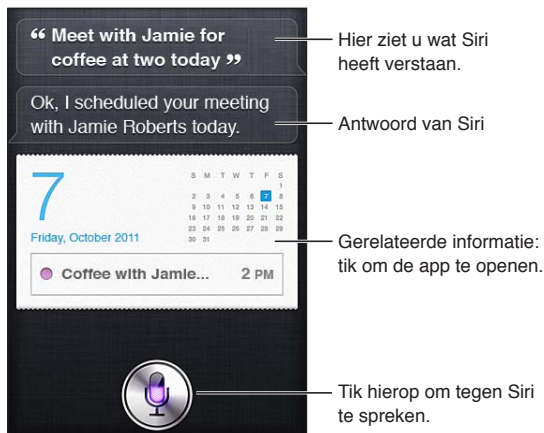 “ Meet with Jamie for
coffee at two today ”
Hier ziet u wat Siri
heeft verstaan.
Ok, I scheduled your meeting
with Jamie Roberts today.
Antwoord van Siri
7
Friday, October 2011
S M T W T F S
1
2 3 4 5 6 7 8
9 10 11 12 13 14 15
16 17 18 19 20 21 22
23 24 25 26 27 28 29
30 31
Coffee with Jamie... 2 PM
Gerelateerde informatie:
tik om de app te openen.
Tik hierop om tegen Siri
te spreken.